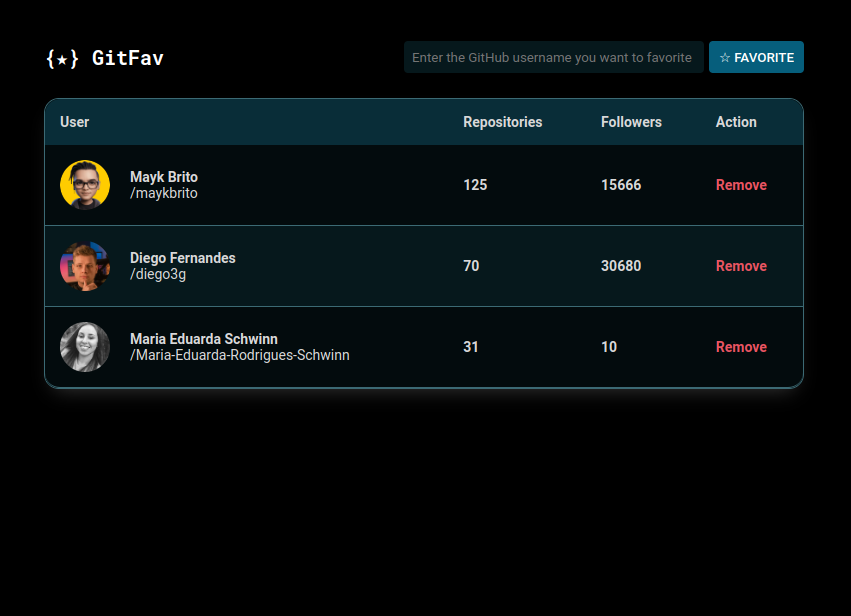 {★} GitFav
Enter the GitHub username you want to favorite
☆ FAVORITE
User Repositories Followers Action
Mayk Brito
/maykbrito
125 15666 Remove
Diego Fernandes
/diego3g
70 30680 Remove
Maria Eduarda Schwinn
/Maria-Eduarda-Rodrigues-Schwinn
31 10 Remove